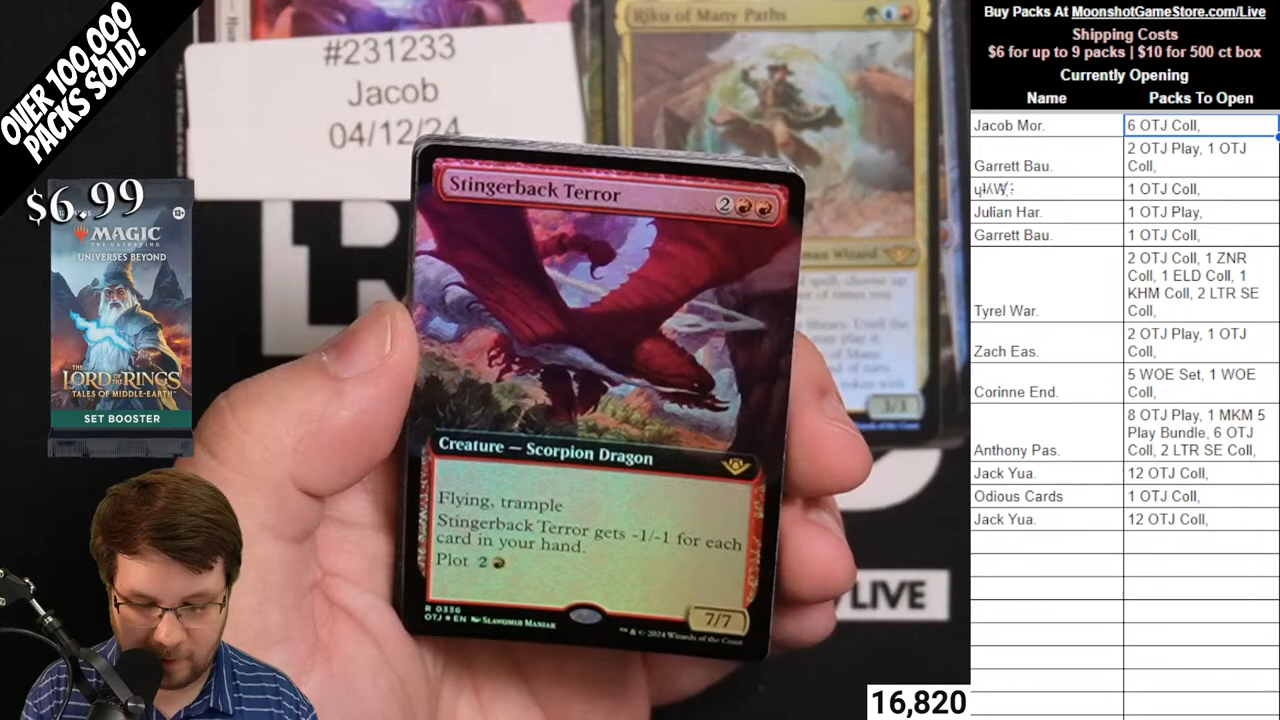 OVER 100,000
PACKS SOLD!
#231233
Jacob
04/12/24
Riku of Many Paths
3/3
$6.99
MAGIC
THE GATHERING
UNIVERSES BEYOND
THE
LORD OF THE RINGS
TALES OF MIDDLE-EARTH
SET BOOSTER
Stingerback Terror
2
Creature — Scorpion Dragon
Flying, trample
Stingerback Terror gets -1/-1 for each
card in your hand.
Plot 2
7/7
R 0336
OTJ ★ EN Slawomir Maniak
™ & © 2024 Wizards of the Coast
LIVE
16,820
Buy Packs At MoonshotGameStore.com/Live
Shipping Costs
$6 for up to 9 packs | $10 for 500 ct box
Currently Opening
Name Packs To Open
Jacob Mor. 6 OTJ Coll,
Garrett Bau. 2 OTJ Play, 1 OTJ
Coll,
1 OTJ Coll,
Julian Har. 1 OTJ Play,
Garrett Bau. 1 OTJ Coll,
Tyrel War. 2 OTJ Coll, 1 ZNR
Coll, 1 ELD Coll, 1
KHM Coll, 2 LTR SE
Coll,
Zach Eas. 2 OTJ Play, 1 OTJ
Coll,
Corinne End. 5 WOE Set, 1 WOE
Coll,
Anthony Pas. 8 OTJ Play, 1 MKM 5
Play Bundle, 6 OTJ
Coll, 2 LTR SE Coll,
Jack Yua. 12 OTJ Coll,
Odious Cards 1 OTJ Coll,
Jack Yua. 12 OTJ Coll,